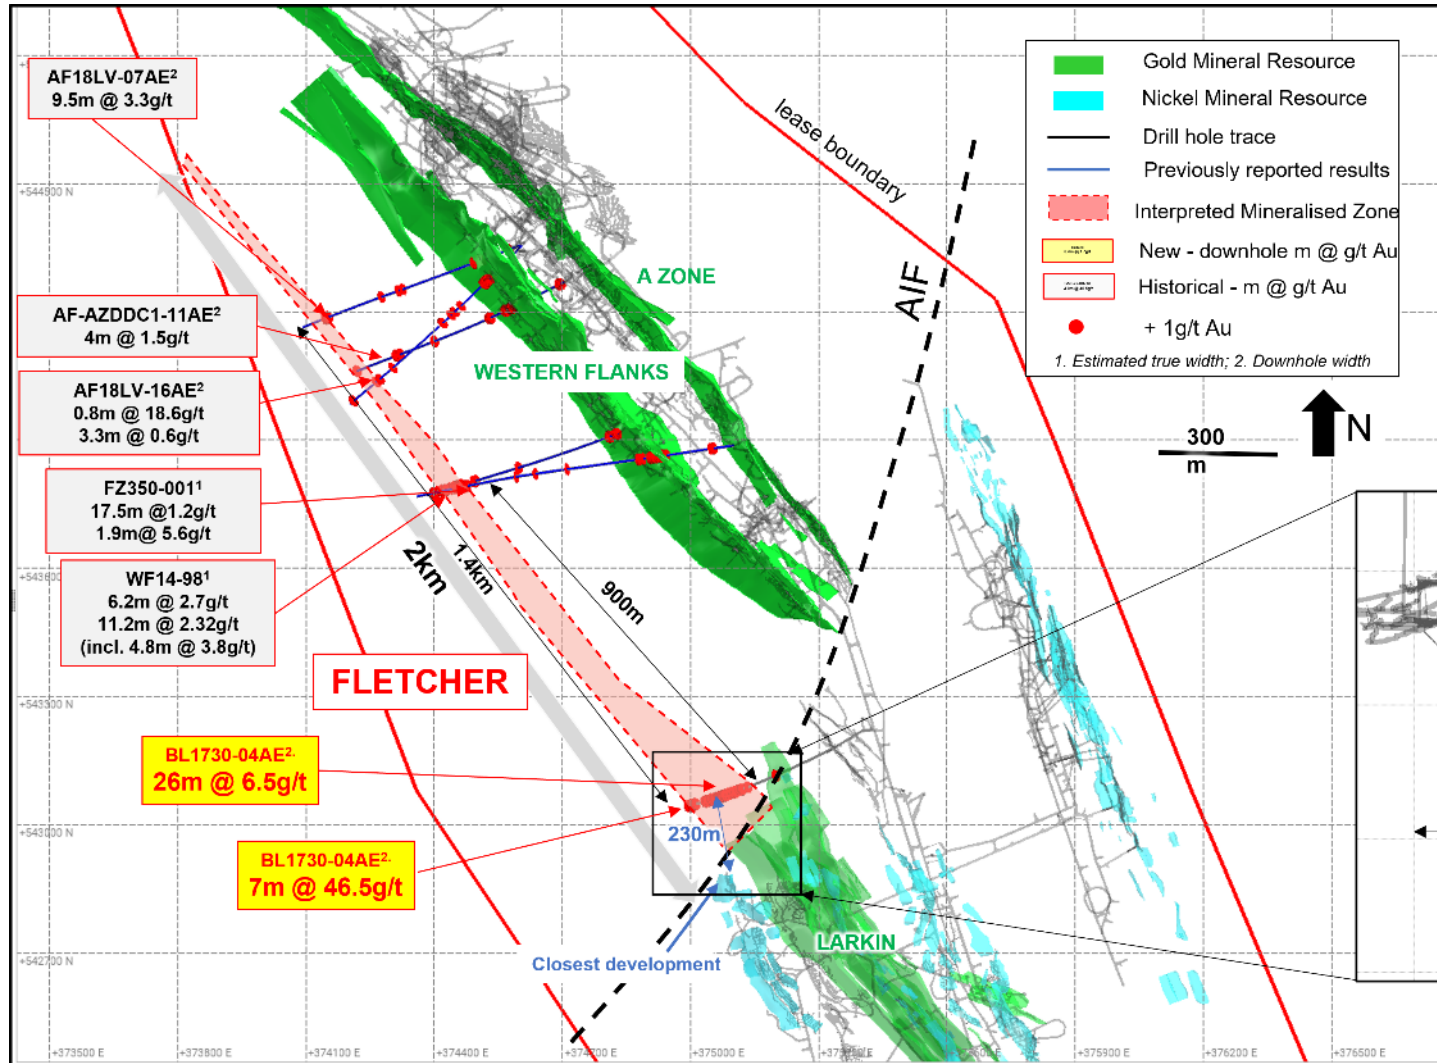 AF18LV-07AE2
9.5m @ 3.3g/t
AF-AZDDC1-11AE2
4m @ 1.5g/t
AF18LV-16AE2
0.8m @ 18.6g/t
3.3m @ 0.6g/t
FZ350-0011
17.5m @1.2g/t
1.9m@ 5.6g/t
WF14-981
6.2m @ 2.7g/t
11.2m @ 2.32g/t
(incl. 4.8m @ 3.8g/t)
FLETCHER
BL1730-04AE2.
26m @ 6.5g/t
BL1730-04AE2.
7m @ 46.5g/t
Closest development
2km
1.4km
900m
230m
A ZONE
WESTERN FLANKS
LARKIN
AIF
lease boundary
Gold Mineral Resource
Nickel Mineral Resource
Drill hole trace
Previously reported results
Interpreted Mineralised Zone
New - downhole m @ g/t Au
Historical - m @ g/t Au
+ 1g/t Au
1. Estimated true width; 2. Downhole width
300
m
N
+543600 N
+543300 N
+543000 N
+542700 N
+373500 E
+373800 E
+374100 E
+374400 E
+375000 E
+375900 E
+376200 E
+376500 E